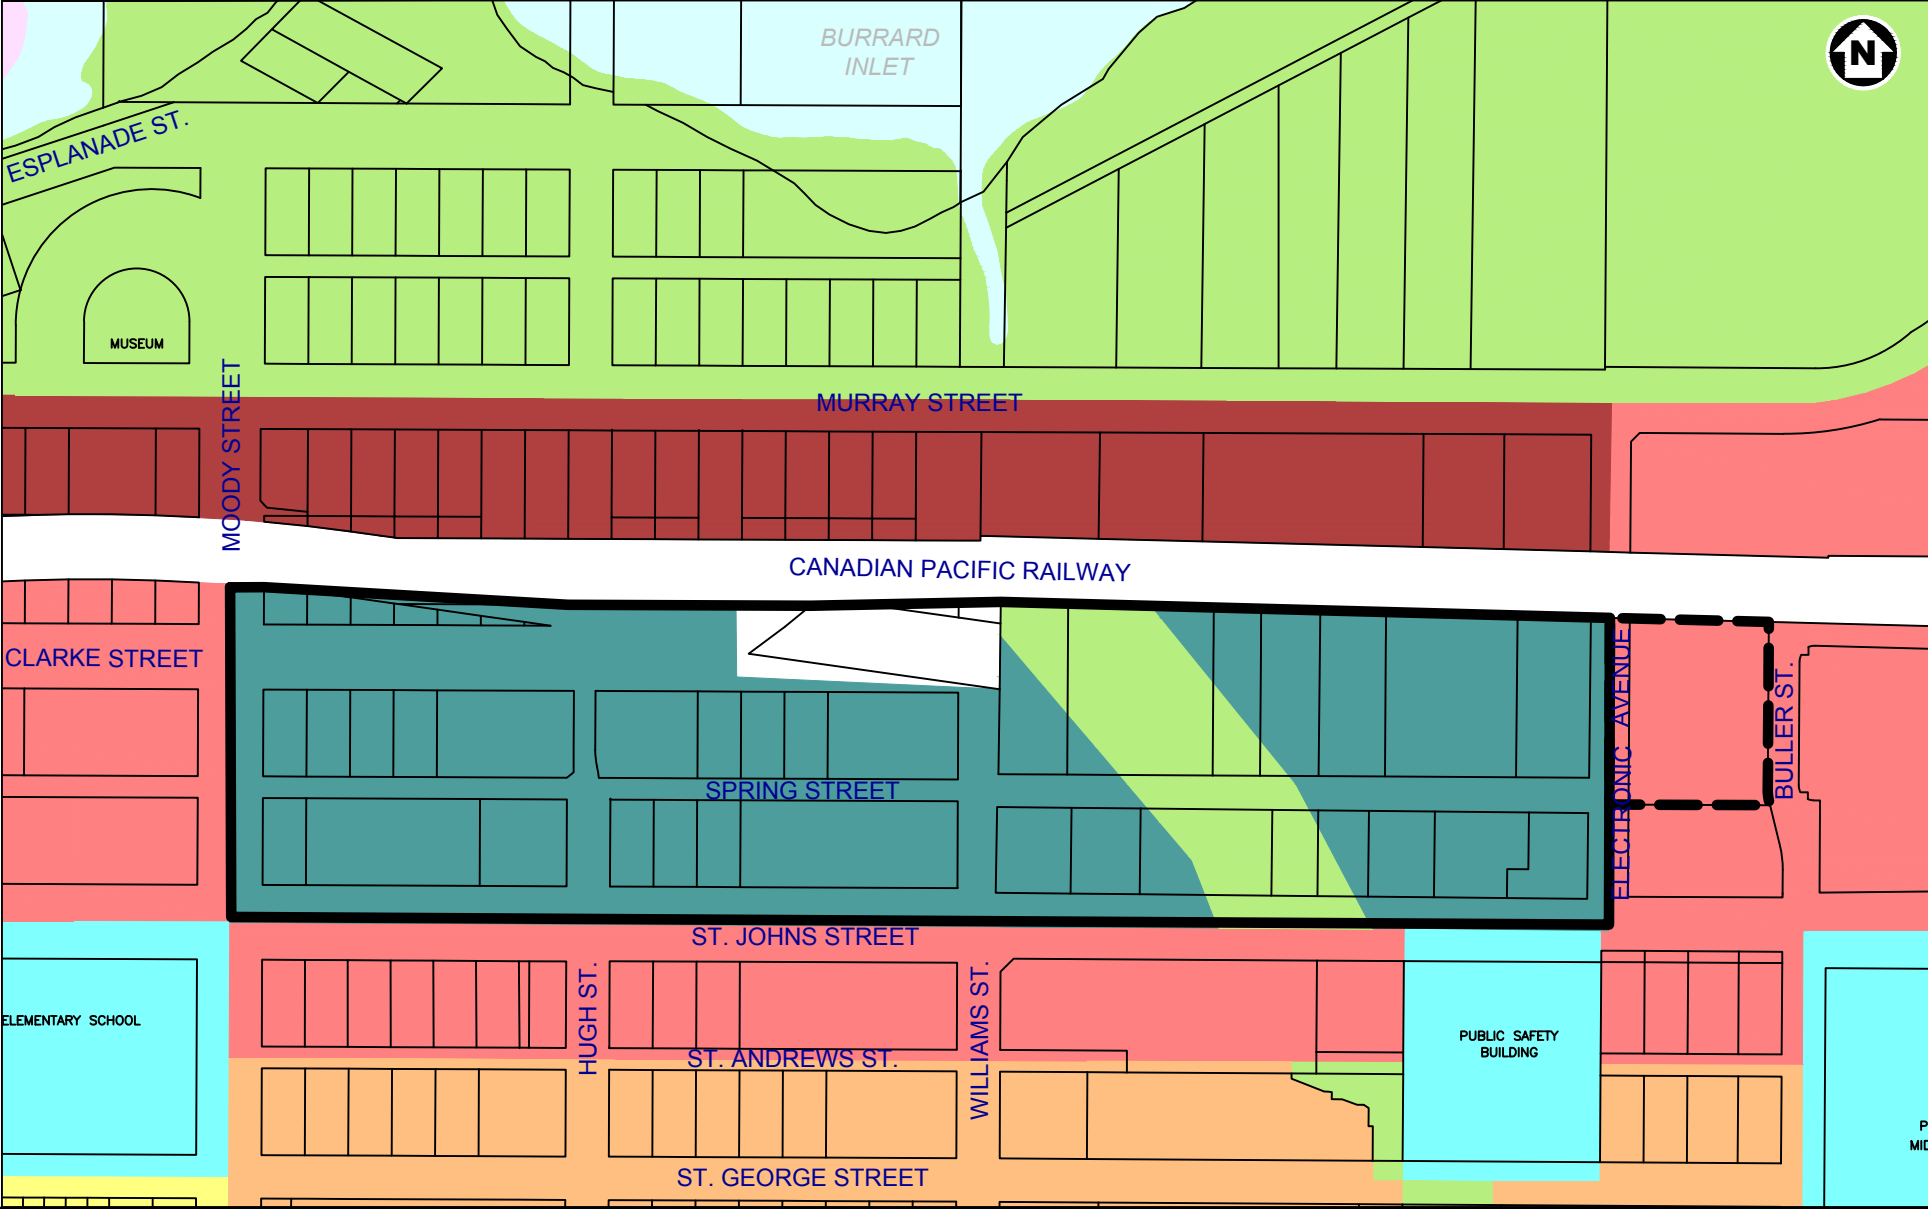 BURRARD
INLET
N
ESPLANADE ST.
MUSEUM
MOODY STREET
MURRAY STREET
CANADIAN PACIFIC RAILWAY
CLARKE STREET
ELECTRONIC AVENUE
BULLER ST.
SPRING STREET
ST. JOHNS STREET
HUGH ST.
WILLIAMS ST.
ELEMENTARY SCHOOL
PUBLIC SAFETY
BUILDING
ST. ANDREWS ST.
P
MID
ST. GEORGE STREET